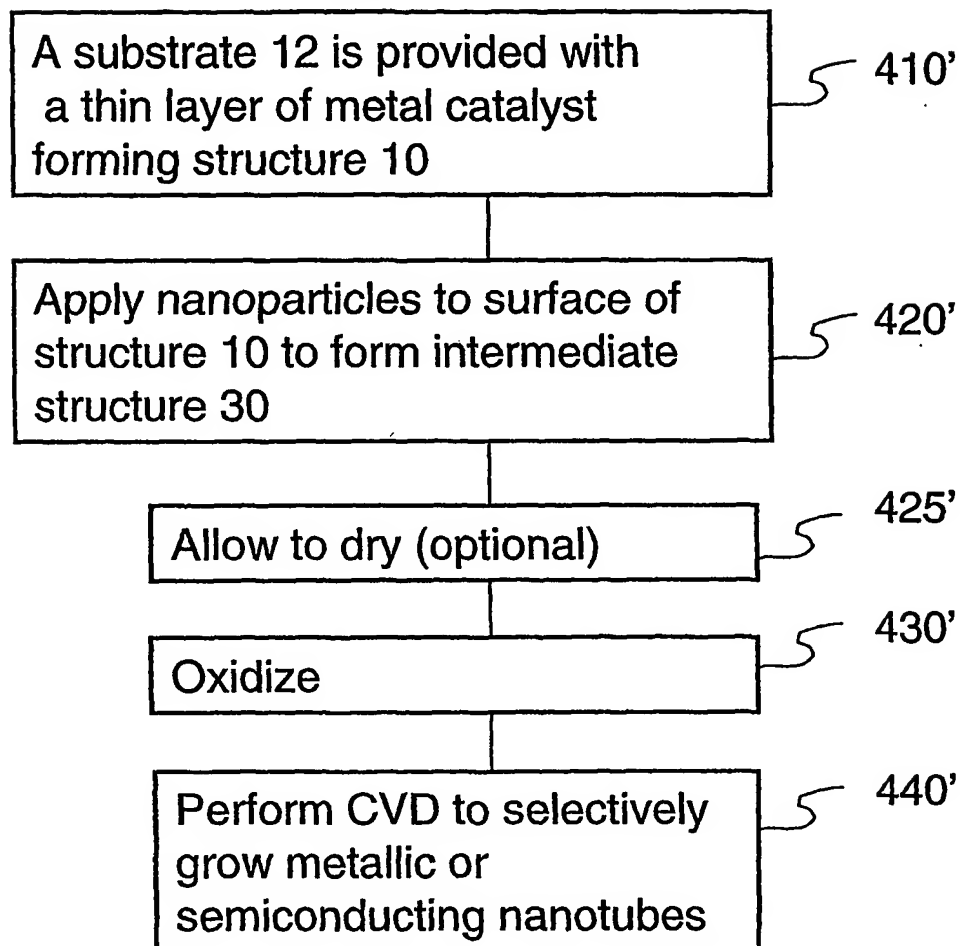 A substrate 12 is provided with
a thin layer of metal catalyst
forming structure 10
410'
Apply nanoparticles to surface of
structure 10 to form intermediate
structure 30
420'
Allow to dry (optional)
425'
Oxidize
430'
Perform CVD to selectively
grow metallic or
semiconducting nanotubes
440'